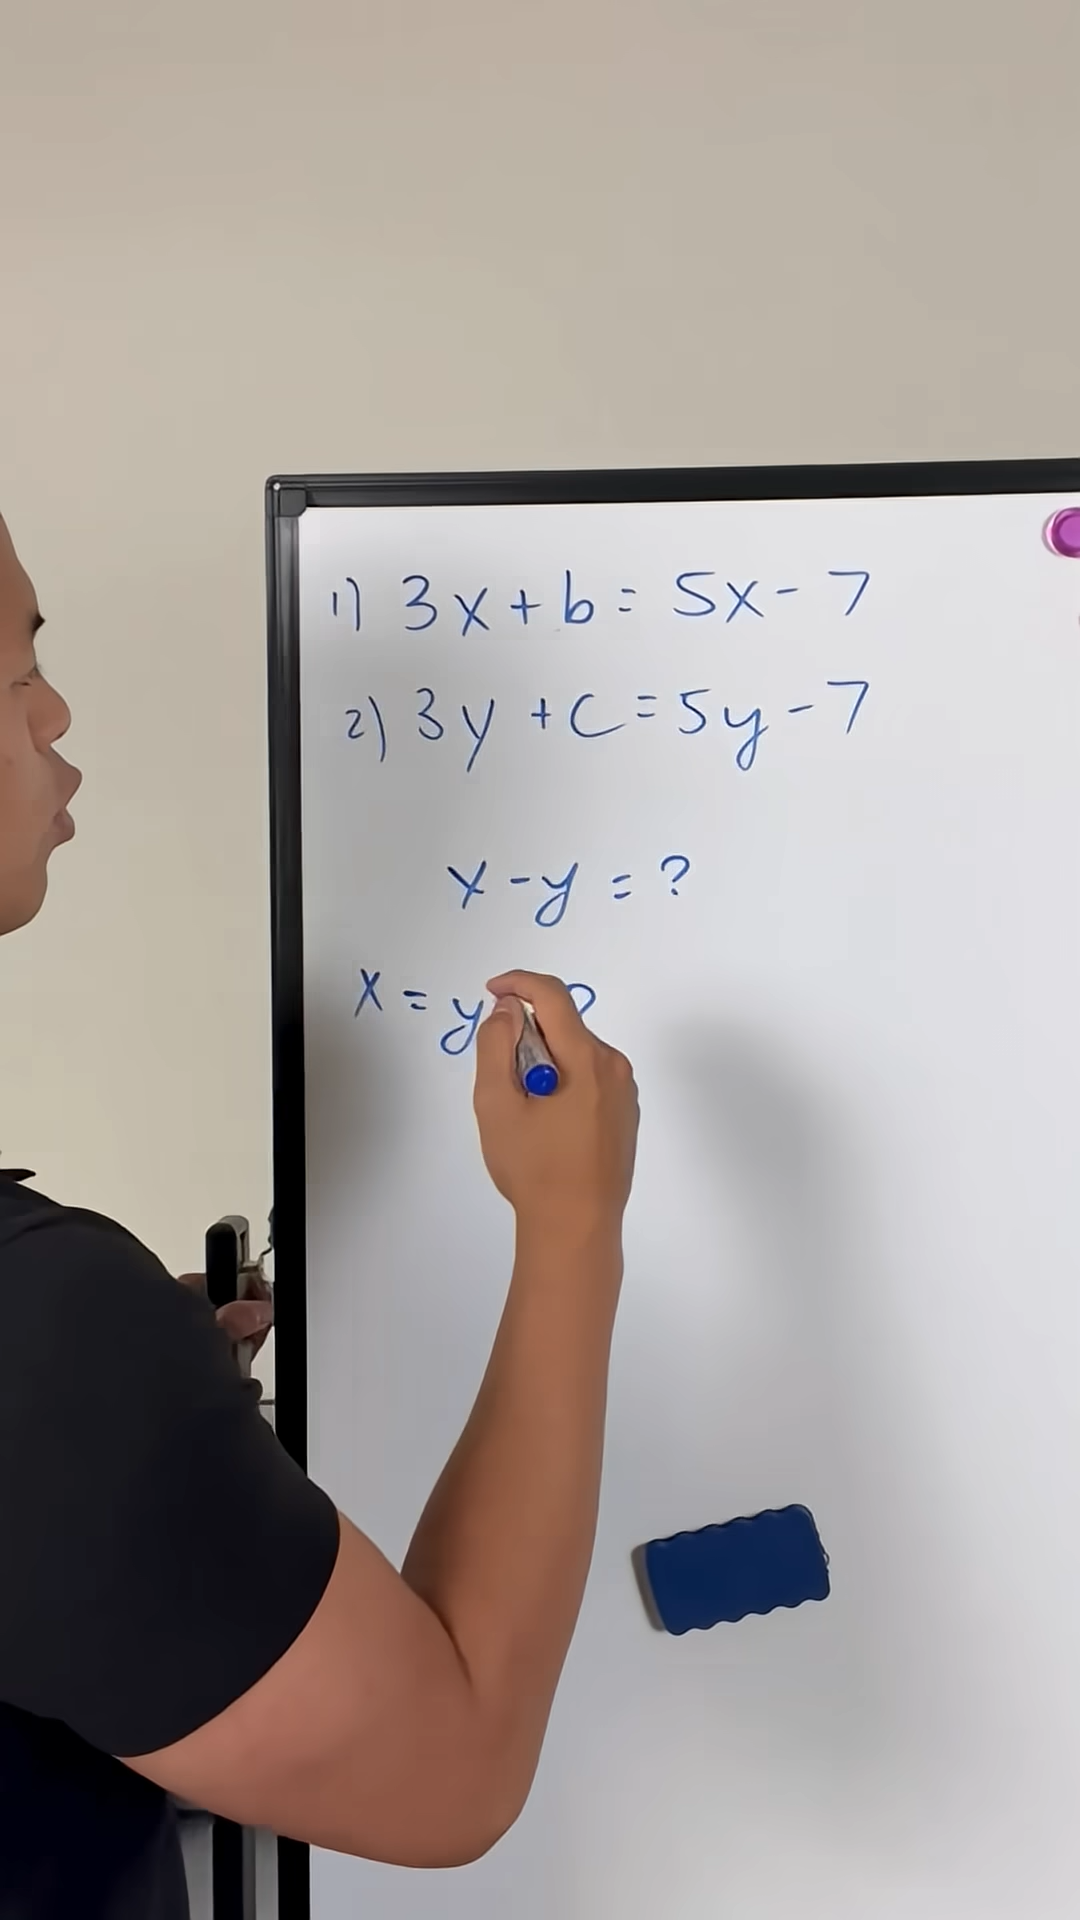 1) 3x + b = 5x - 7
2) 3y + c = 5y - 7
x - y = ?
x = y ?